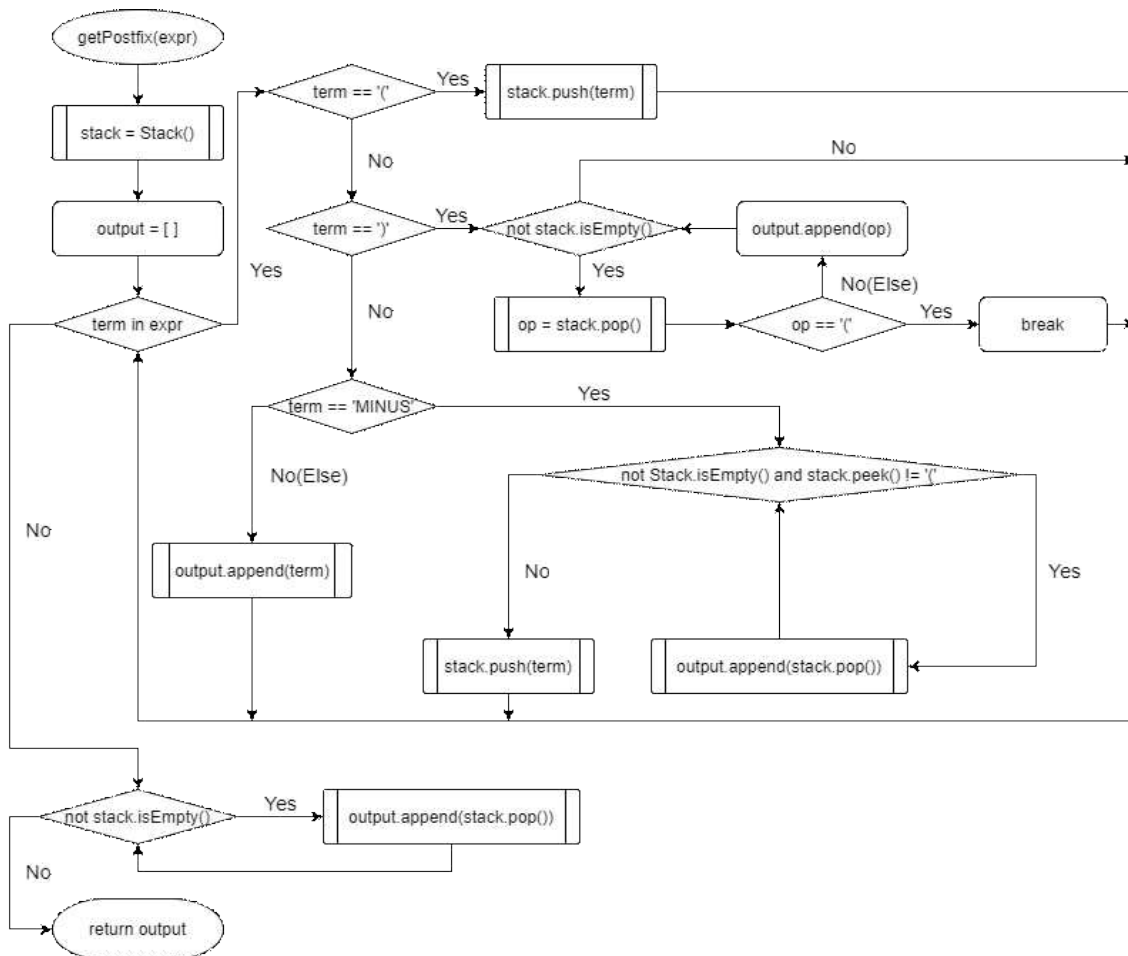 getPostfix(expr)
stack = Stack()
output = [ ]
term in expr
Yes
No
term == '('
Yes
stack.push(term)
No
term == ')'
Yes
not stack.isEmpty()
No
Yes
op = stack.pop()
op == '('
No(Else)
output.append(op)
Yes
break
No
term == 'MINUS'
Yes
No(Else)
output.append(term)
not Stack.isEmpty() and stack.peek() != '('
No
stack.push(term)
Yes
output.append(stack.pop())
not stack.isEmpty()
Yes
output.append(stack.pop())
No
return output